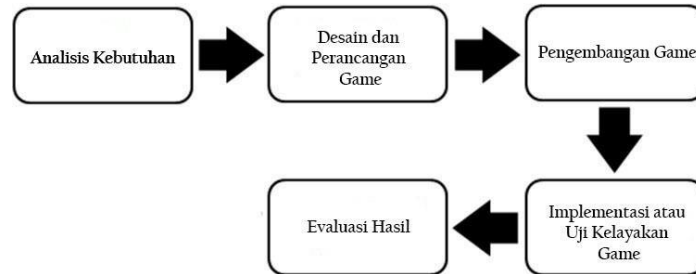 Analisis Kebutuhan
Desain dan
Perancangan
Game
Pengembangan Game
Implementasi atau
Uji Kelayakan
Game
Evaluasi Hasil